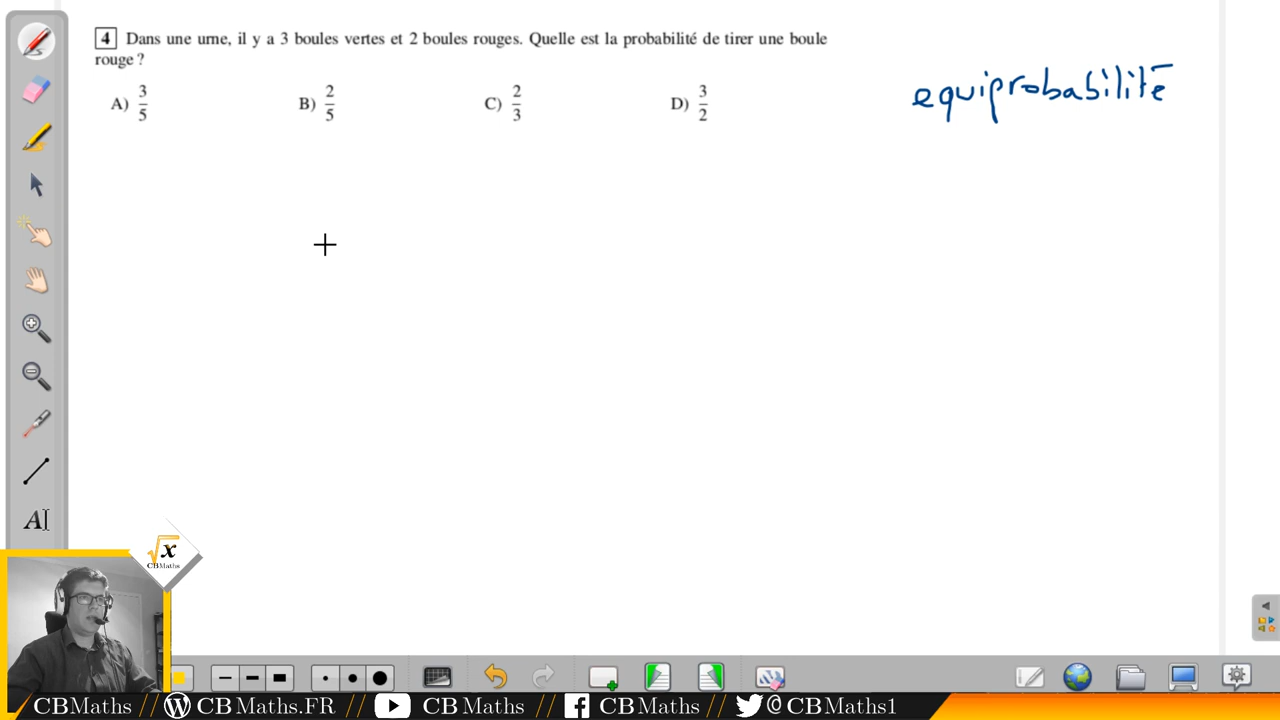 4 Dans une urne, il y a 3 boules vertes et 2 boules rouges. Quelle est la probabilité de tirer une boule
rouge ?
A) 3/5 B) 2/5 C) 2/3 D) 3/2
equiprobabilité
A
√x
CBMaths
CBMaths // CBMaths.FR // CBMaths // CBMaths // @CBMaths1